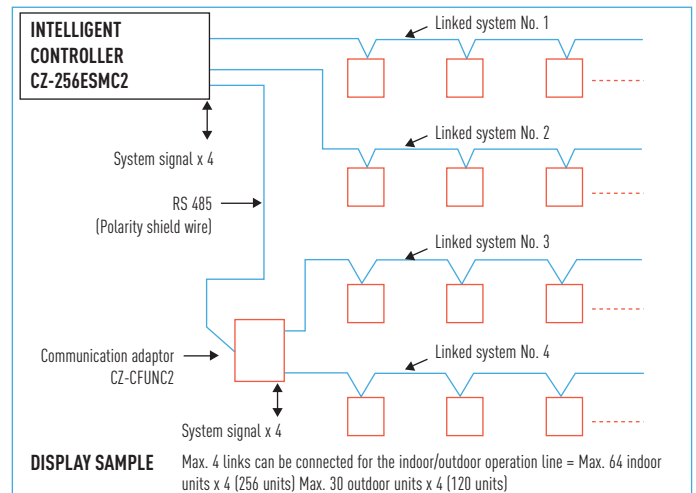 INTELLIGENT
CONTROLLER
CZ-256ESMC2
Linked system No. 1
System signal x 4
Linked system No. 2
RS 485
(Polarity shield wire)
Linked system No. 3
Communication adaptor
CZ-CFUNC2
Linked system No. 4
System signal x 4
DISPLAY SAMPLE
Max. 4 links can be connected for the indoor/outdoor operation line = Max. 64 indoor
units x 4 (256 units) Max. 30 outdoor units x 4 (120 units)